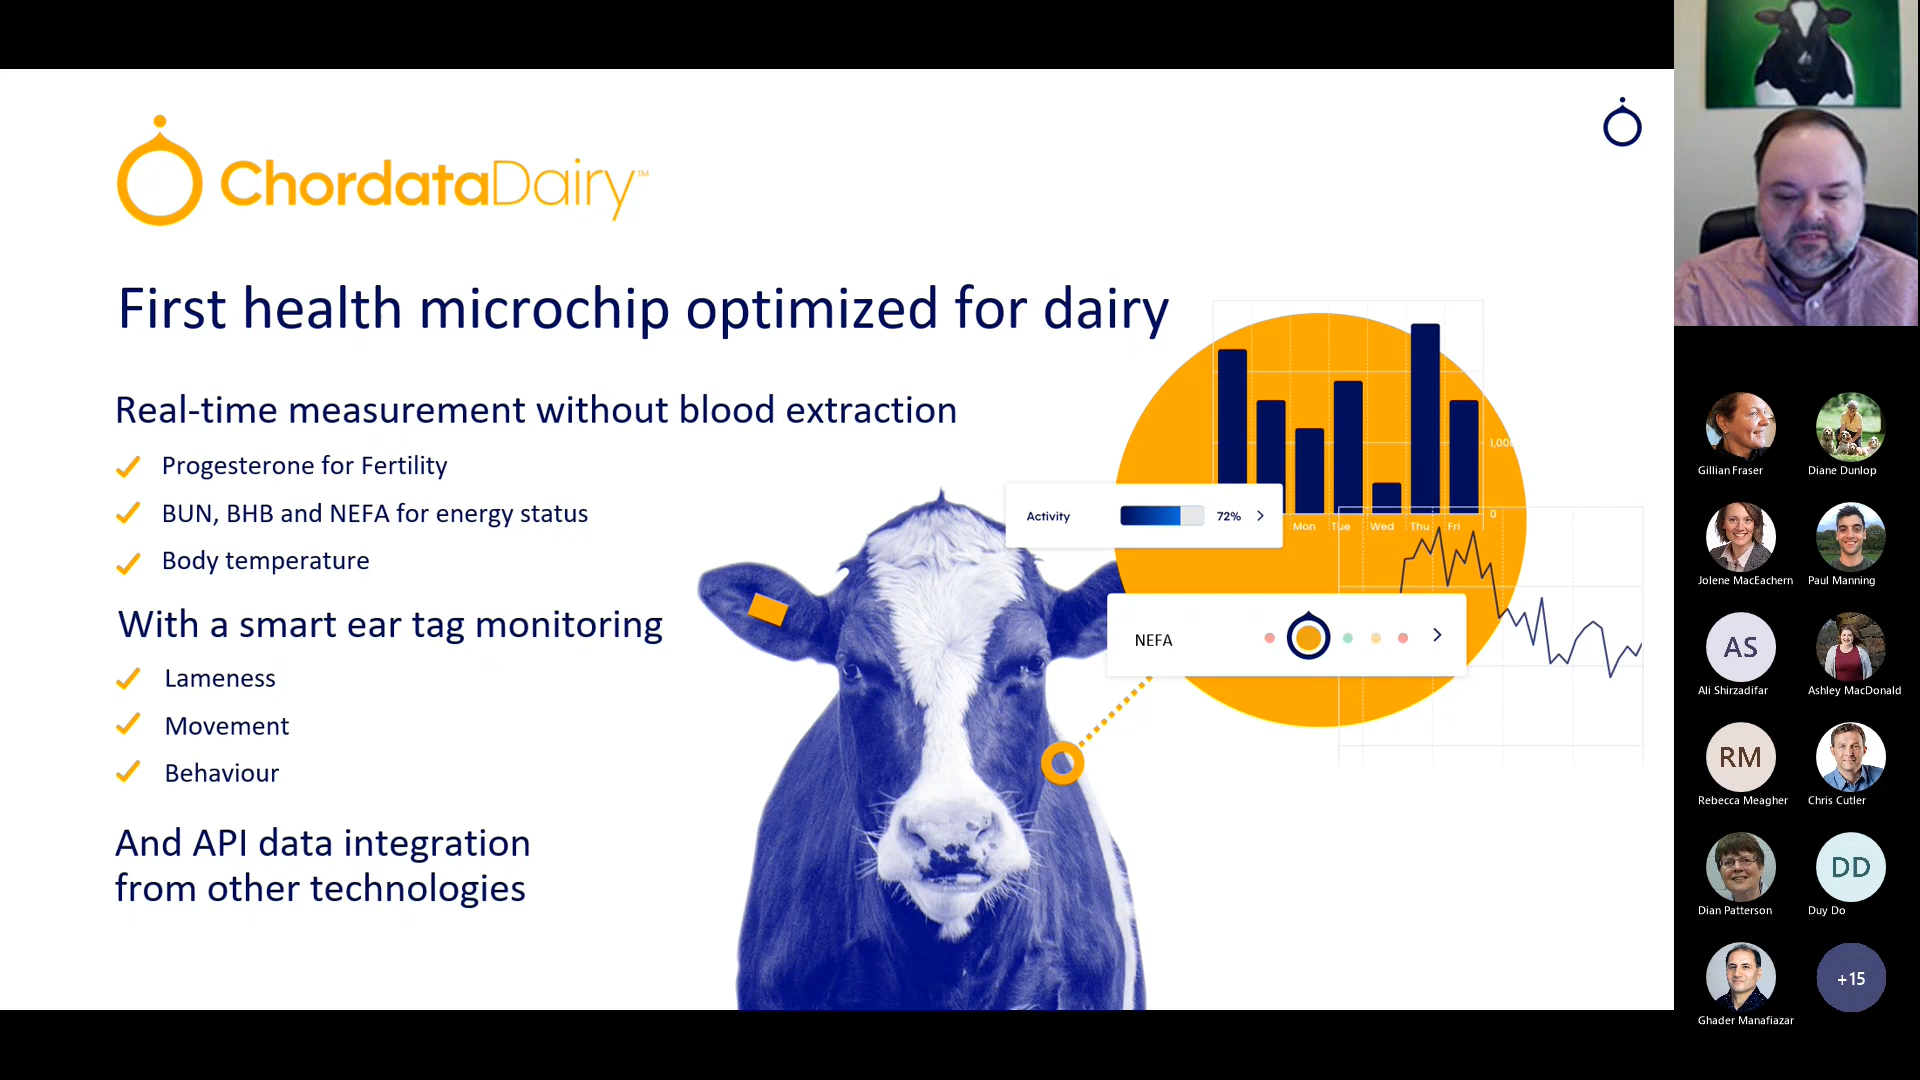 ChordataDairy™
First health microchip optimized for dairy
Real-time measurement without blood extraction
Progesterone for Fertility
BUN, BHB and NEFA for energy status
Body temperature
With a smart ear tag monitoring
Lameness
Movement
Behaviour
And API data integration
from other technologies
1,000
0
Mon Tue Wed Thu Fri
Activity 72%
NEFA
Gillian Fraser
Diane Dunlop
Jolene MacEachern
Paul Manning
AS
Ali Shirzadifar
Ashley MacDonald
RM
Rebecca Meagher
Chris Cutler
Dian Patterson
DD
Duy Do
Ghader Manafiazar
+15